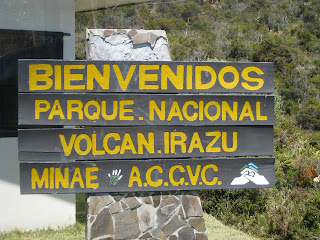 BIENVENIDOS
PARQUE. NACIONAL
VOLCAN. IRAZU
MINAE A.C.C.V.C.